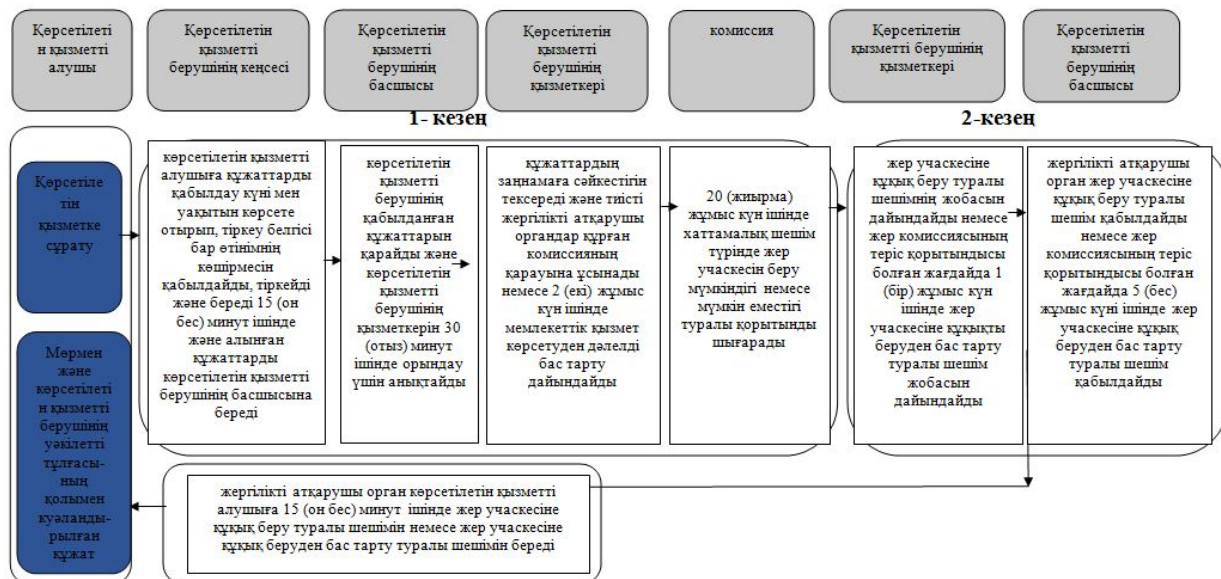 Көрсетілеті
н қызметті
алушы
Көрсетілетін
қызметті
берушінің кеңсесі
Көрсетілетін
қызметті
берушінің
басшысы
Көрсетілетін
қызметті
берушінің
қызметкері
комиссия
Көрсетілетін
қызметті берушінің
қызметкері
Көрсетілетін
қызметті
берушінің
басшысы
1- кезең
2-кезең
Көрсетіле
тін
қызметке
сұрату
көрсетілетін қызметті
алушыға құжаттарды
қабылдау күні мен
уақытын көрсете
отырып, тіркеу белгісі
бар өтінімнің
көшірмесін
қабылдайды, тіркейді
және береді 15 (он
бес) минут ішінде
және алынған
құжаттарды
көрсетілетін қызметті
берушінің басшысына
береді
көрсетілетін
қызметті
берушінің
қабылданған
құжаттарын
қарайды және
көрсетілетін
қызметті
берушінің
қызметкерін 30
(отыз) минут
ішінде орындау
үшін анықтайды
құжаттардың
заңнамаға сәйкестігін
тексереді және тиісті
жергілікті атқарушы
органдар құрған
комиссияның
қарауына ұсынады
немесе 2 (екі) жұмыс
күн ішінде
мемлекеттік қызмет
көрсетуден дәлелді
бас тарту
дайындайды
20 (жиырма)
жұмыс күн ішінде
хаттамалық шешім
түрінде жер
учаскесін беру
мүмкіндігі немесе
мүмкін еместігі
туралы қорытынды
шығарады
жер учаскесіне
құқық беру туралы
шешімнің жобасын
дайындайды немесе
жер комиссиясының
теріс қорытындысы
болған жағдайда 1
(бір) жұмыс күн
ішінде жер
учаскесіне құқықты
беруден бас тарту
туралы шешім
жобасын
дайындайды
жергілікті атқарушы
орган жер учаскесіне
құқық беру туралы
шешім қабылдайды
немесе жер
комиссиясының теріс
қорытындысы болған
жағдайда 5 (бес)
жұмыс күні ішінде жер
учаскесіне құқық
беруден бас тарту
туралы шешім
қабылдайды
Мөрмен
және
көрсетілеті
н қызметті
берушінің
уәкілетті
тұлғасы-
ның
қолымен
куәланды-
рылған
құжат
жергілікті атқарушы орган көрсетілетін қызметті
алушыға 15 (он бес) минут ішінде жер учаскесіне
құқық беру туралы шешімін немесе жер учаскесіне
құқық беруден бас тарту туралы шешімін береді